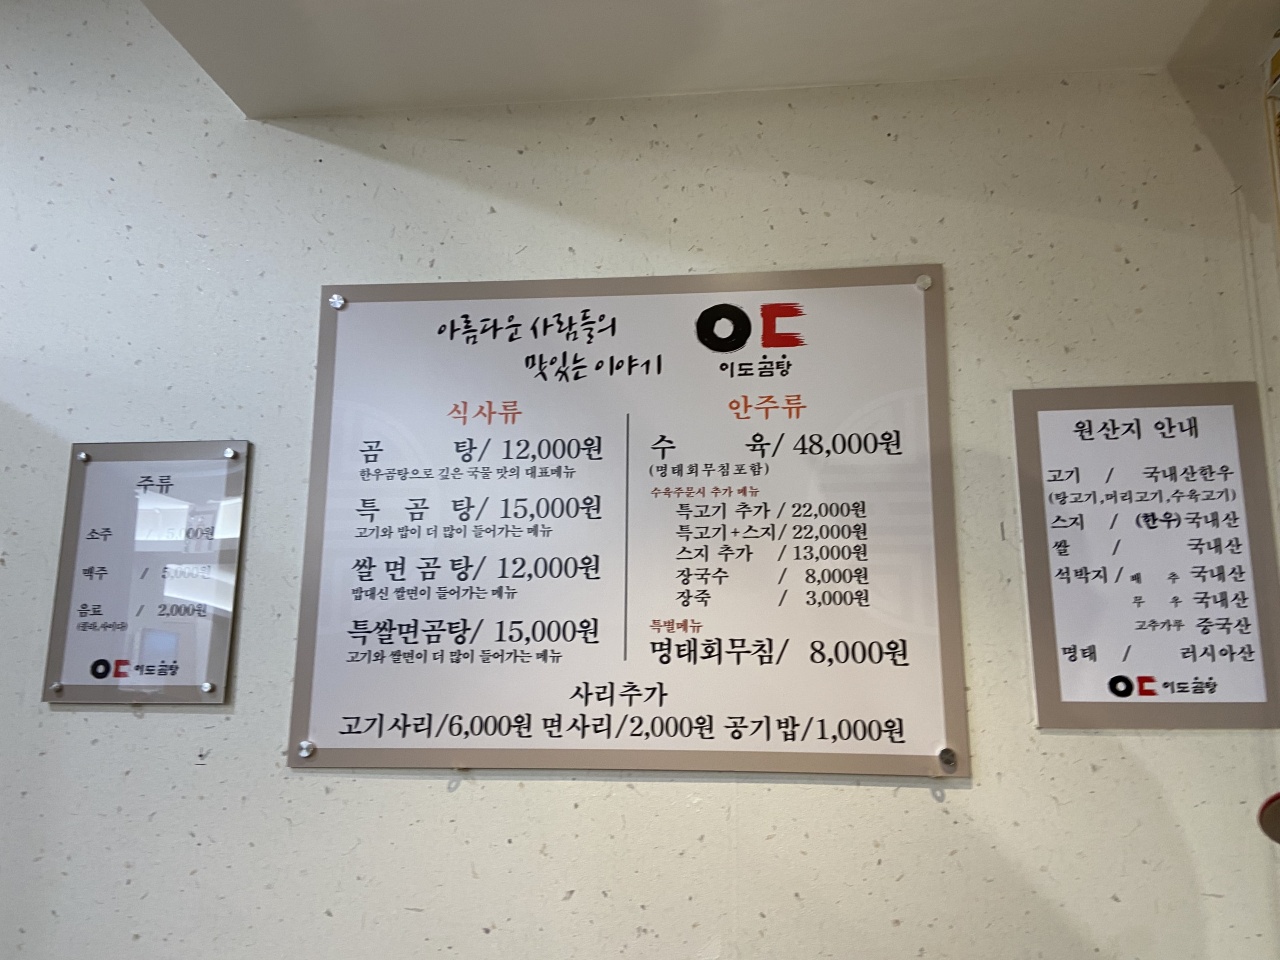 주류
소주 / 5,000원
맥주 / 5,000원
음료 / 2,000원
(콜라,사이다)
이도곰탕
아름다운 사람들의
맛있는 이야기
이도곰탕
식사류
곰 탕/ 12,000원
한우곰탕으로 깊은 국물 맛의 대표메뉴
특 곰 탕/ 15,000원
고기와 밥이 더 많이 들어가는 메뉴
쌀 면 곰 탕/ 12,000원
밥대신 쌀면이 들어가는 메뉴
특쌀면곰탕/ 15,000원
고기와 쌀면이 더 많이 들어가는 메뉴
안주류
수 육/ 48,000원
(명태회무침포함)
수육주문시 추가 메뉴
특고기 추가 / 22,000원
특고기+스지/ 22,000원
스지 추가 / 13,000원
장국수 / 8,000원
장죽 / 3,000원
특별메뉴
명태회무침/ 8,000원
사리추가
고기사리/6,000원 면사리/2,000원 공기밥/1,000원
원산지 안내
고기 / 국내산한우
(탕고기,머리고기,수육고기)
스지 / (한우)국내산
쌀 / 국내산
석박지 / 배 추 국내산
무 우 국내산
고추가루 중국산
명태 / 러시아산
이도곰탕